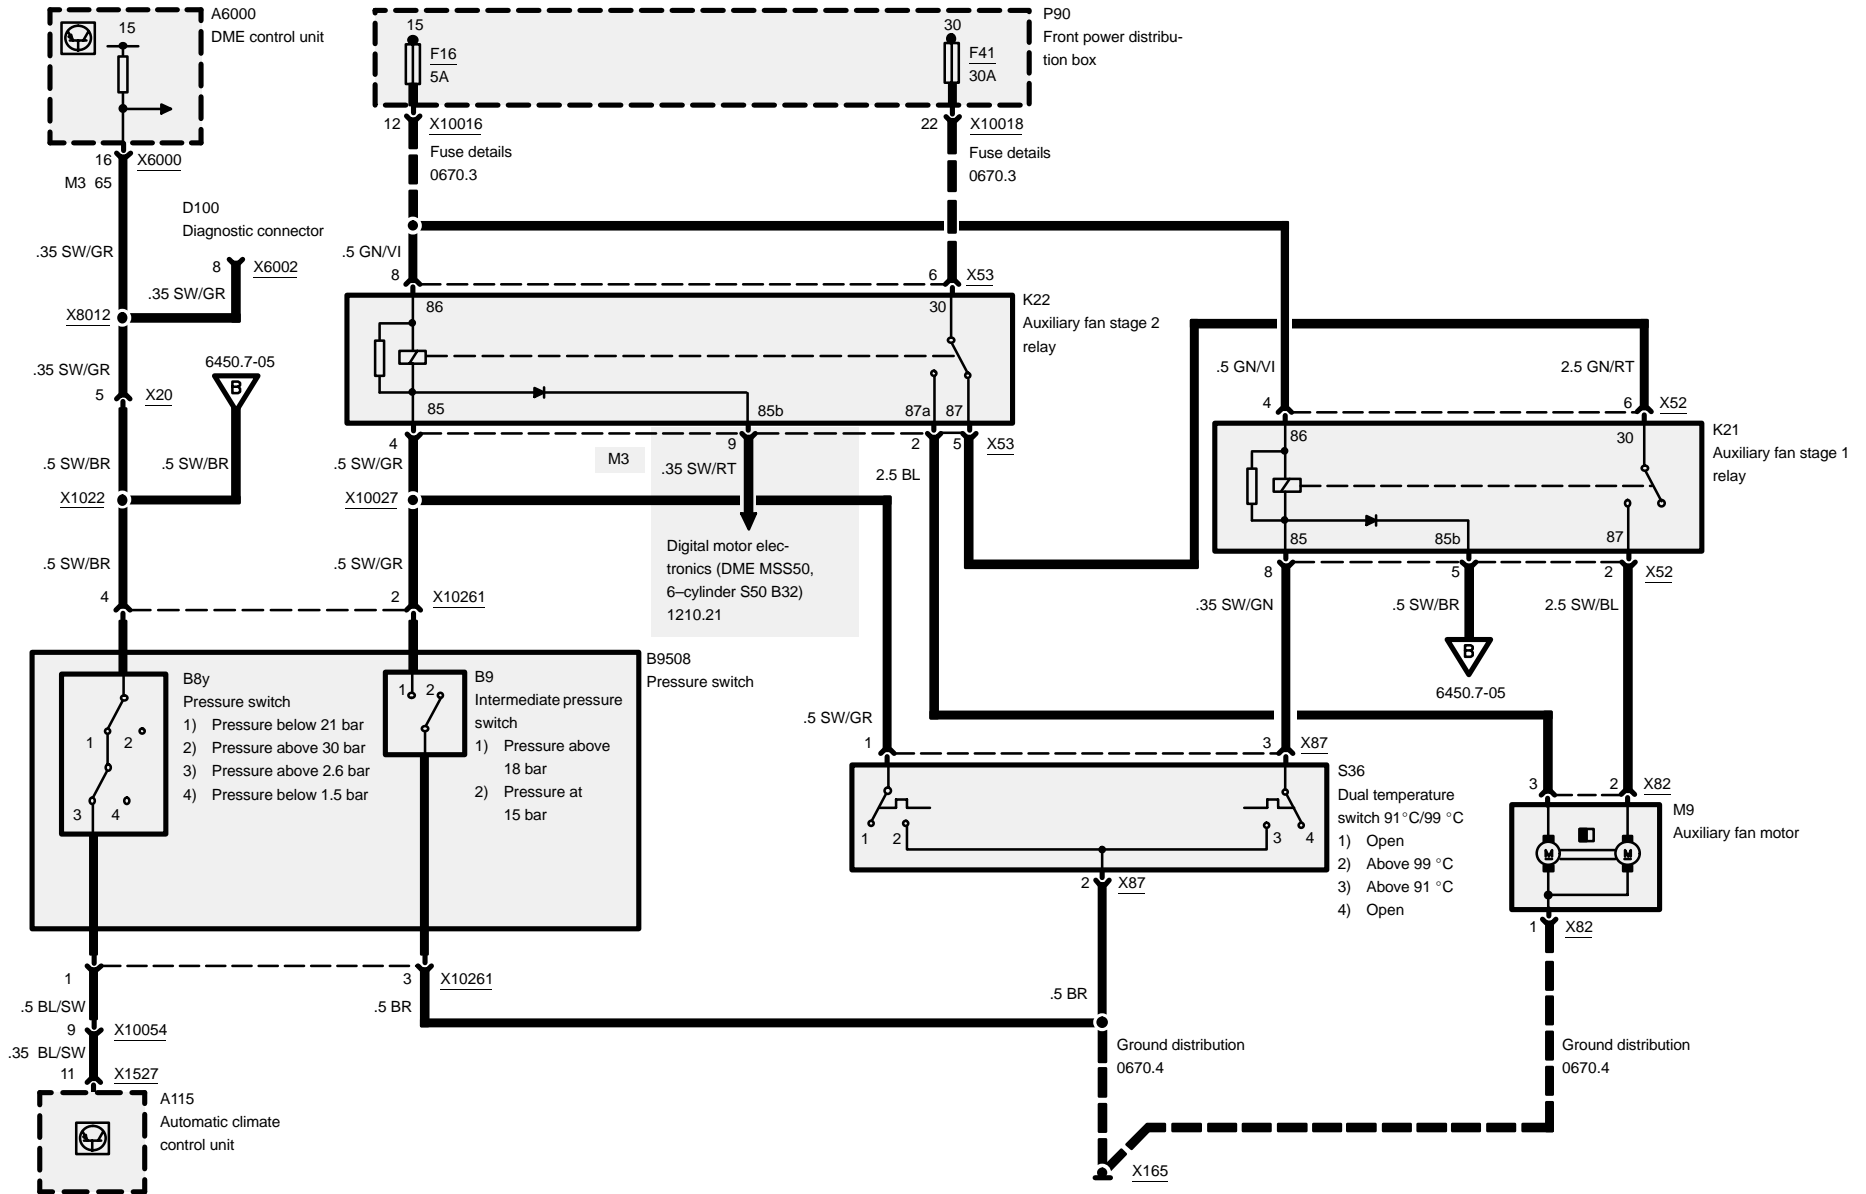 A6000
DME control unit
15
16
X6000
M3 65
P90
Front power distribu-
tion box
15
F16
5A
30
F41
30A
12
X10016
Fuse details
0670.3
22
X10018
Fuse details
0670.3
D100
Diagnostic connector
.35 SW/GR
8
X6002
.35 SW/GR
X8012
.35 SW/GR
6450.7-05
B
5
X20
.5 SW/BR
.5 SW/BR
X1022
.5 SW/BR
.5 GN/VI
8
6
X53
K22
Auxiliary fan stage 2
relay
86
30
85
85b
87a
87
4
9
2
5
X53
M3
.5 SW/GR
.35 SW/RT
2.5 BL
X10027
.5 SW/GR
Digital motor elec-
tronics (DME MSS50,
6–cylinder S50 B32)
1210.21
.5 GN/VI
2.5 GN/RT
4
6
X52
K21
Auxiliary fan stage 1
relay
86
30
85
85b
87
8
5
2
X52
.35 SW/GN
.5 SW/BR
2.5 SW/BL
B
6450.7-05
4
2
X10261
B9508
Pressure switch
B8y
Pressure switch
1) Pressure below 21 bar
2) Pressure above 30 bar
3) Pressure above 2.6 bar
4) Pressure below 1.5 bar
1
2
3
4
B9
Intermediate pressure
switch
1) Pressure above
18 bar
2) Pressure at
15 bar
1
2
.5 SW/GR
1
3
X87
S36
Dual temperature
switch 91°C/99 °C
1) Open
2) Above 99 °C
3) Above 91 °C
4) Open
1
2
3
4
2
X87
3
2
X82
M9
Auxiliary fan motor
M
M
1
X82
1
3
X10261
.5 BL/SW
.5 BR
.5 BR
9
X10054
.35 BL/SW
11
X1527
A115
Automatic climate
control unit
Ground distribution
0670.4
Ground distribution
0670.4
X165